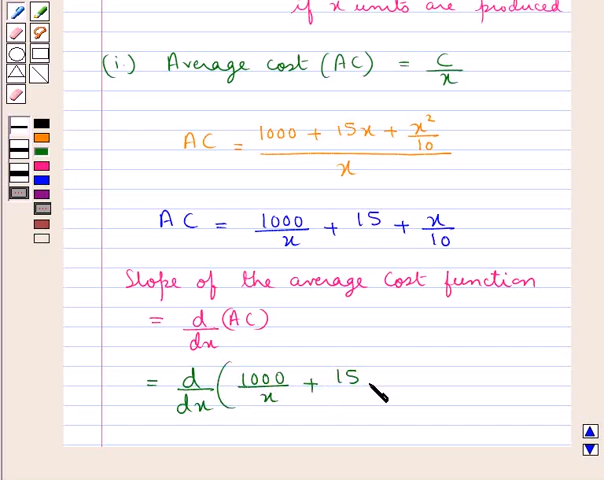 if x units are produced
(i.) Average cost (AC) = C/x
AC = (1000 + 15x + x²/10)/x
AC = 1000/x + 15 + x/10
Slope of the average cost function
= d/dx (AC)
= d/dx ( 1000/x + 15